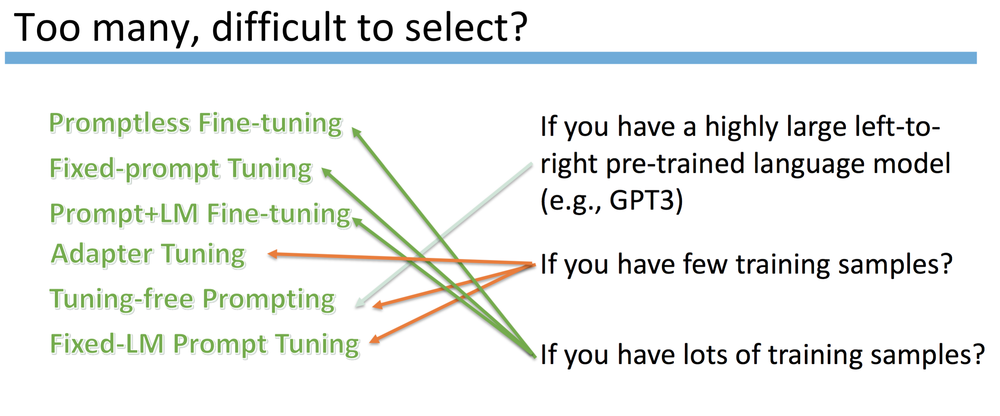 Too many, difficult to select?
Promptless Fine-tuning
Fixed-prompt Tuning
Prompt+LM Fine-tuning
Adapter Tuning
Tuning-free Prompting
Fixed-LM Prompt Tuning
If you have a highly large left-to-
right pre-trained language model
(e.g., GPT3)
If you have few training samples?
If you have lots of training samples?